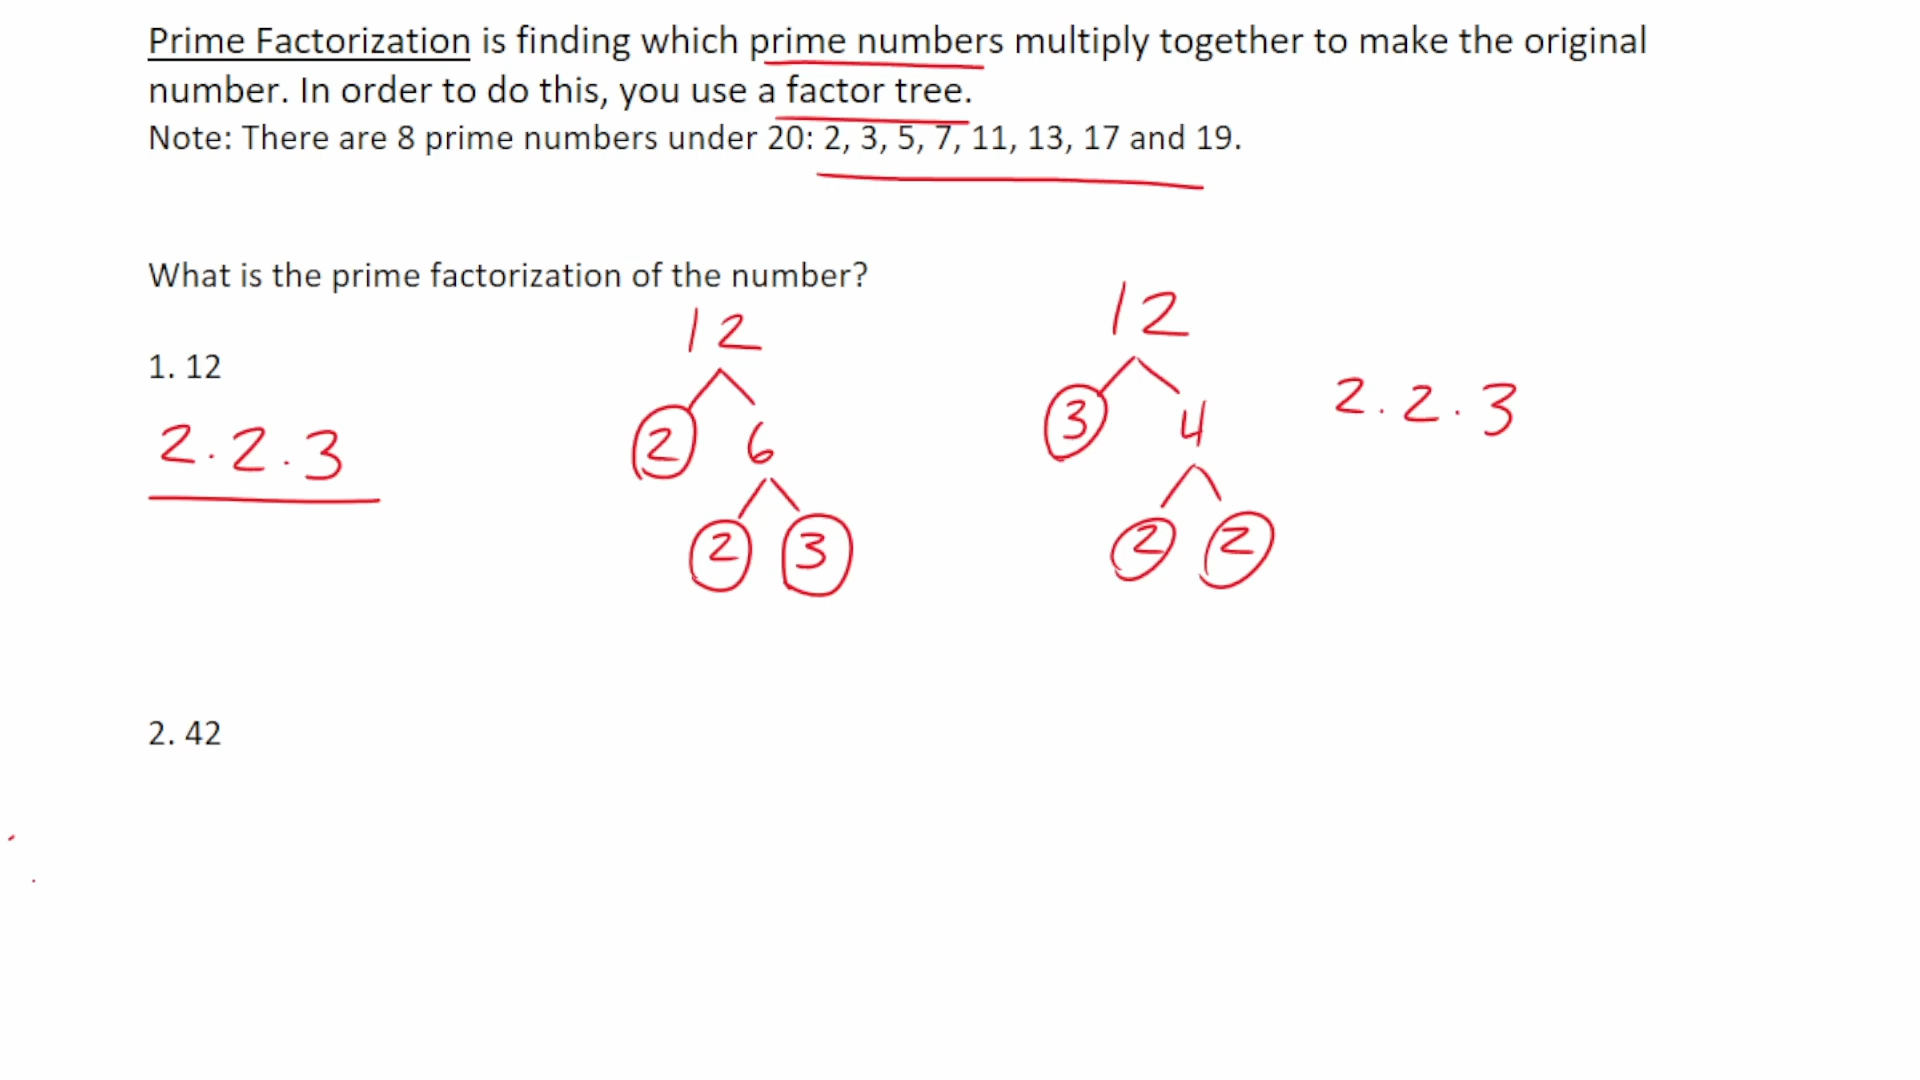 Prime Factorization is finding which prime numbers multiply together to make the original
number. In order to do this, you use a factor tree.
Note: There are 8 prime numbers under 20: 2, 3, 5, 7, 11, 13, 17 and 19.
What is the prime factorization of the number?
1. 12
2 . 2 . 3
12
2 6
2 3
12
3 4
2 2
2 . 2 . 3
2. 42